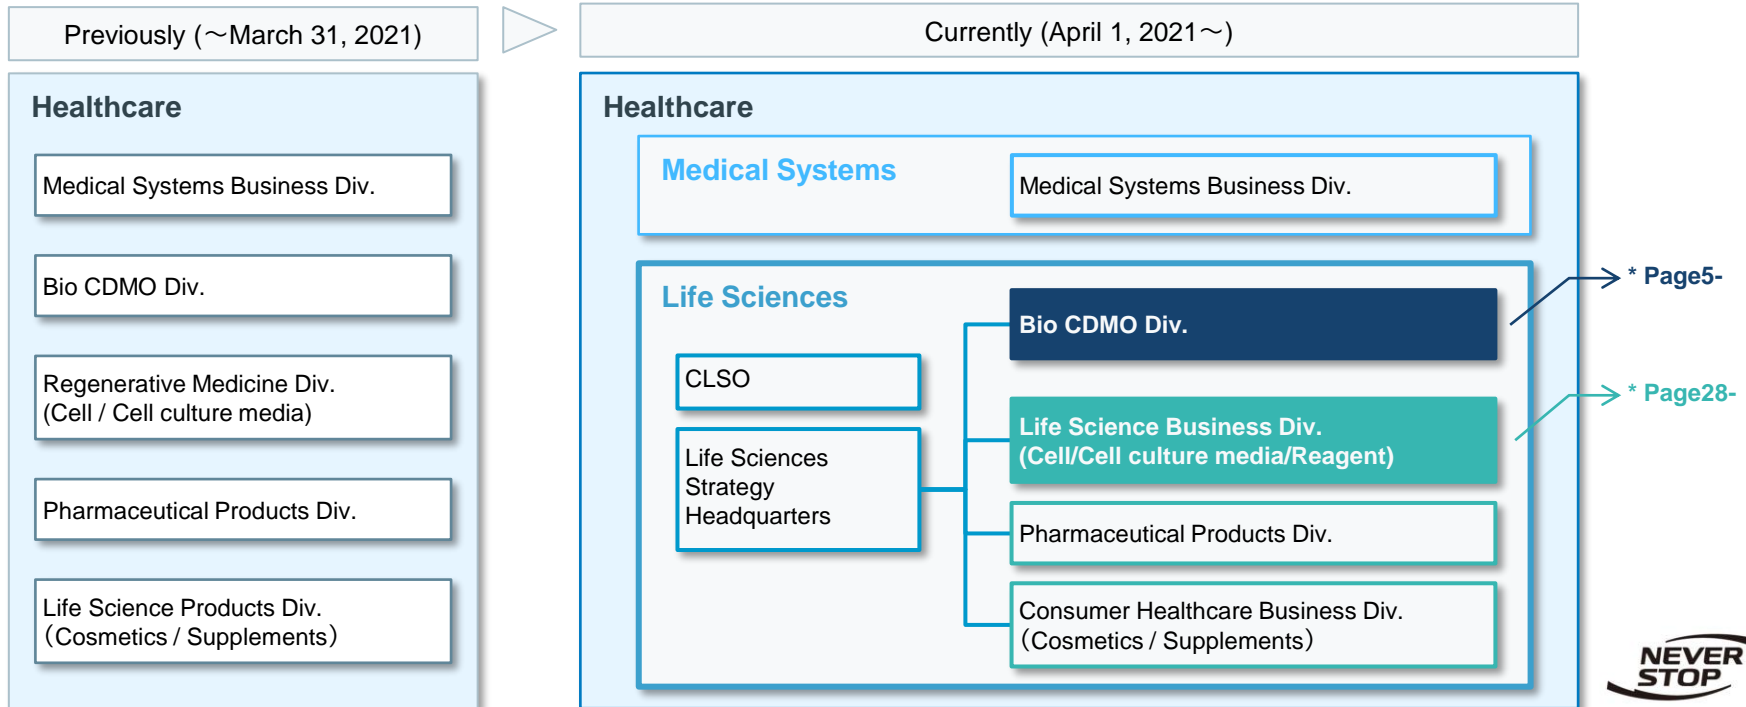 Previously (～March 31, 2021)
Currently (April 1, 2021～)
Healthcare
Medical Systems Business Div.
Bio CDMO Div.
Regenerative Medicine Div.
(Cell / Cell culture media)
Pharmaceutical Products Div.
Life Science Products Div.
（Cosmetics / Supplements）
Healthcare
Medical Systems
Medical Systems Business Div.
Life Sciences
CLSO
Life Sciences
Strategy
Headquarters
Bio CDMO Div.
Life Science Business Div.
(Cell/Cell culture media/Reagent)
Pharmaceutical Products Div.
Consumer Healthcare Business Div.
（Cosmetics / Supplements）
* Page5-
* Page28-
NEVER
STOP